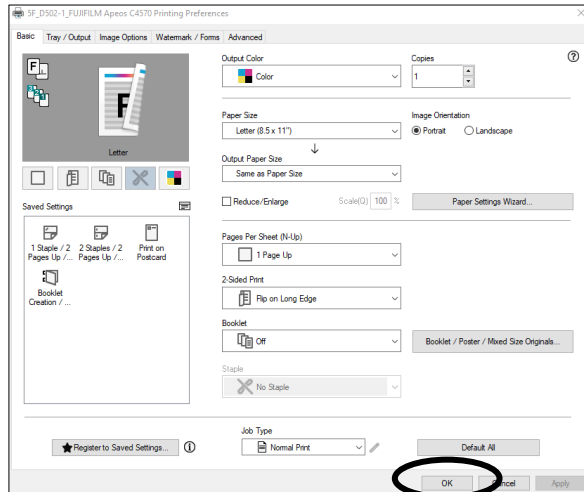 5F_D502-1_FUJIFILM Apeos C4570 Printing Preferences
Basic Tray / Output Image Options Watermark / Forms Advanced
Output Color
Color
Copies
1
Letter
Paper Size
Letter (8.5 x 11")
Image Orientation
Portrait Landscape
Output Paper Size
Same as Paper Size
Reduce/Enlarge Scale(Q) 100 %
Paper Settings Wizard...
Saved Settings
1 Staple / 2
Pages Up /...
2 Staples / 2
Pages Up /...
Print on
Postcard
Booklet
Creation / ...
Pages Per Sheet (N-Up)
1 Page Up
2-Sided Print
Flip on Long Edge
Booklet
Off
Booklet / Poster / Mixed Size Originals...
Staple
No Staple
Register to Saved Settings...
Job Type
Normal Print
Default All
OK Cancel Apply